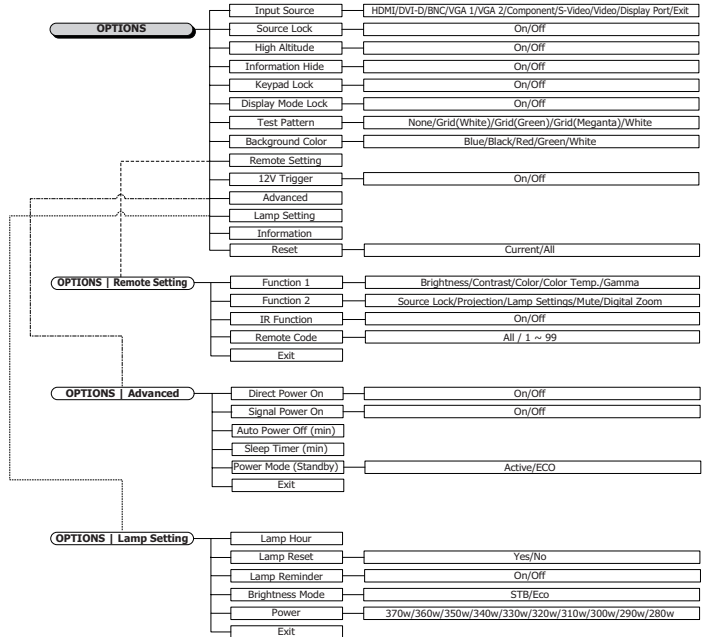 Input Source HDMI/DVI-D/BNC/VGA 1/VGA 2/Component/S-Video/Video/Display Port/Exit
OPTIONS Source Lock On/Off
High Altitude On/Off
Information Hide On/Off
Keypad Lock On/Off
Display Mode Lock On/Off
Test Pattern None/Grid(White)/Grid(Green)/Grid(Meganta)/White
Background Color Blue/Black/Red/Green/White
Remote Setting
12V Trigger On/Off
Advanced
Lamp Setting
Information
Reset Current/All
OPTIONS | Remote Setting Function 1 Brightness/Contrast/Color/Color Temp./Gamma
Function 2 Source Lock/Projection/Lamp Settings/Mute/Digital Zoom
IR Function On/Off
Remote Code All / 1 ~ 99
Exit
OPTIONS | Advanced Direct Power On On/Off
Signal Power On On/Off
Auto Power Off (min)
Sleep Timer (min)
Power Mode (Standby) Active/ECO
Exit
OPTIONS | Lamp Setting Lamp Hour
Lamp Reset Yes/No
Lamp Reminder On/Off
Brightness Mode STB/Eco
Power 370w/360w/350w/340w/330w/320w/310w/300w/290w/280w
Exit